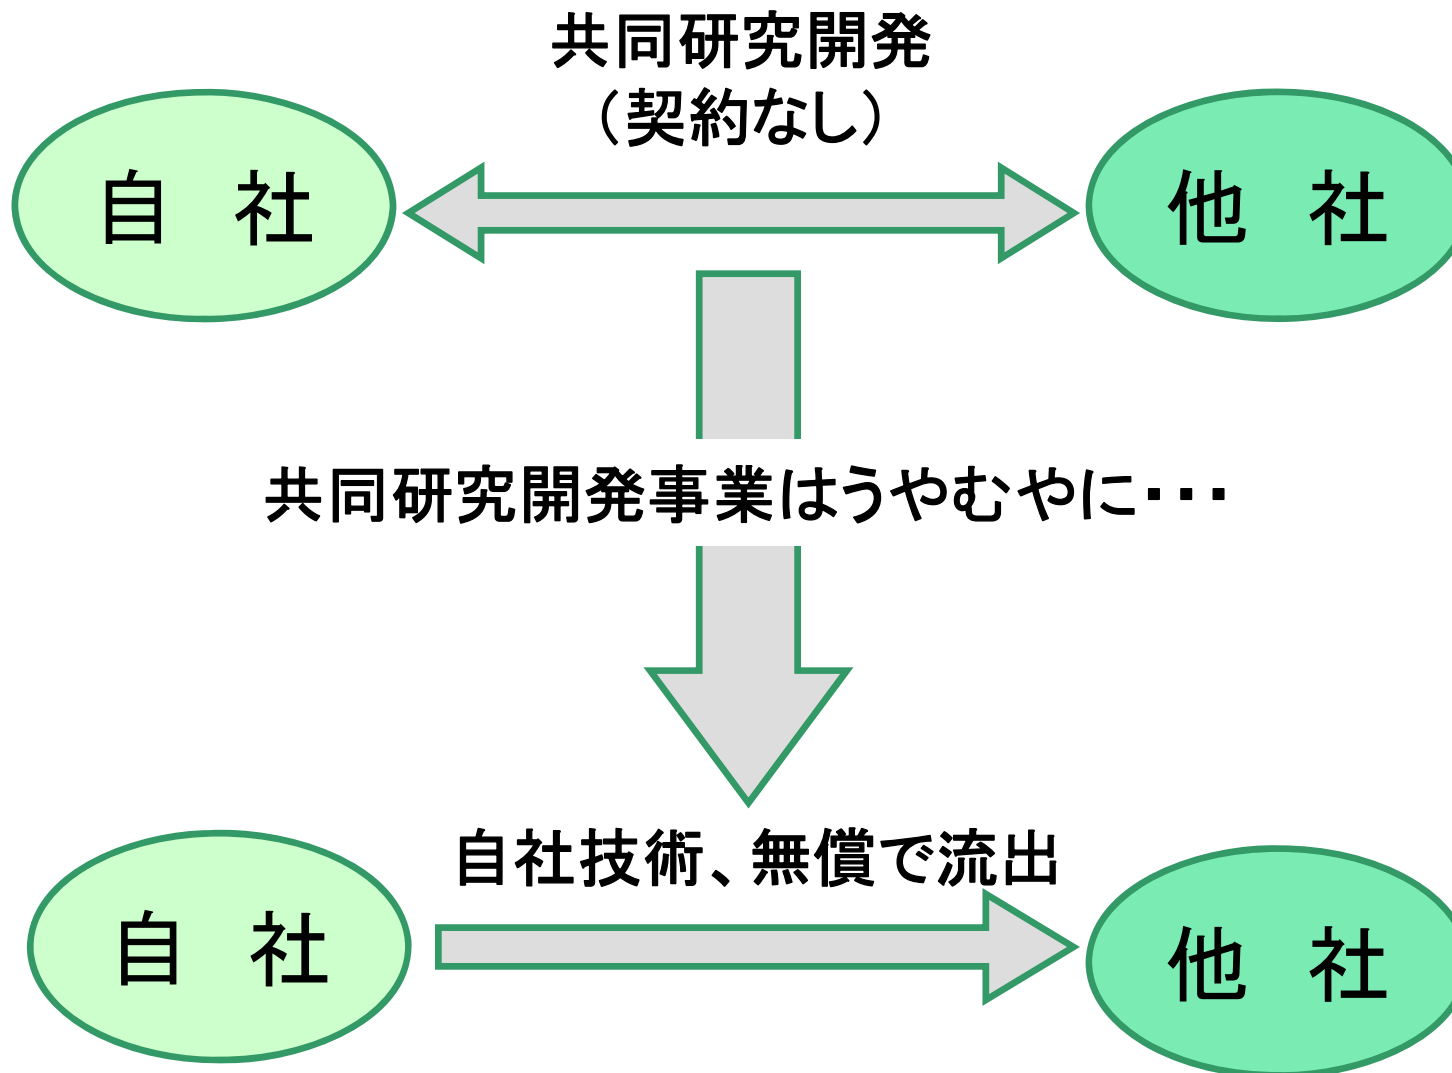 共同研究開発
（契約なし）
自　社
他　社
共同研究開発事業はうやむやに・・・
自社技術、無償で流出
自　社
他　社